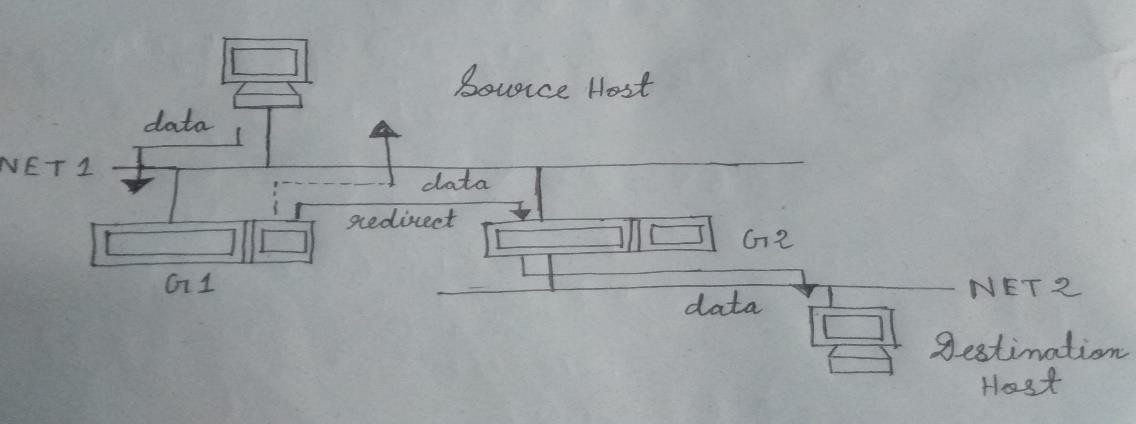 Source Host
data
NET 1
data
redirect
G2
G1
NET 2
data
Destination
Host